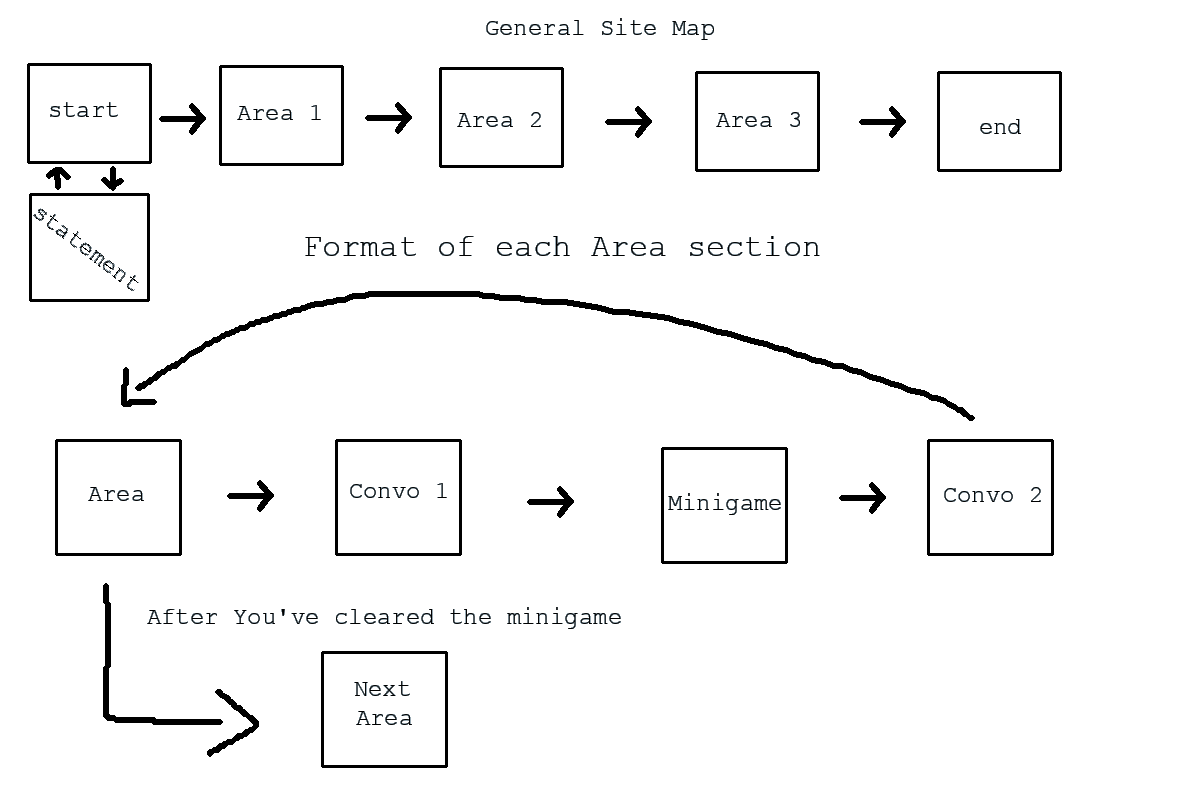 General Site Map
start
Area 1
Area 2
Area 3
end
statement
Format of each Area section
Area
Convo 1
Minigame
Convo 2
After You've cleared the minigame
Next
Area